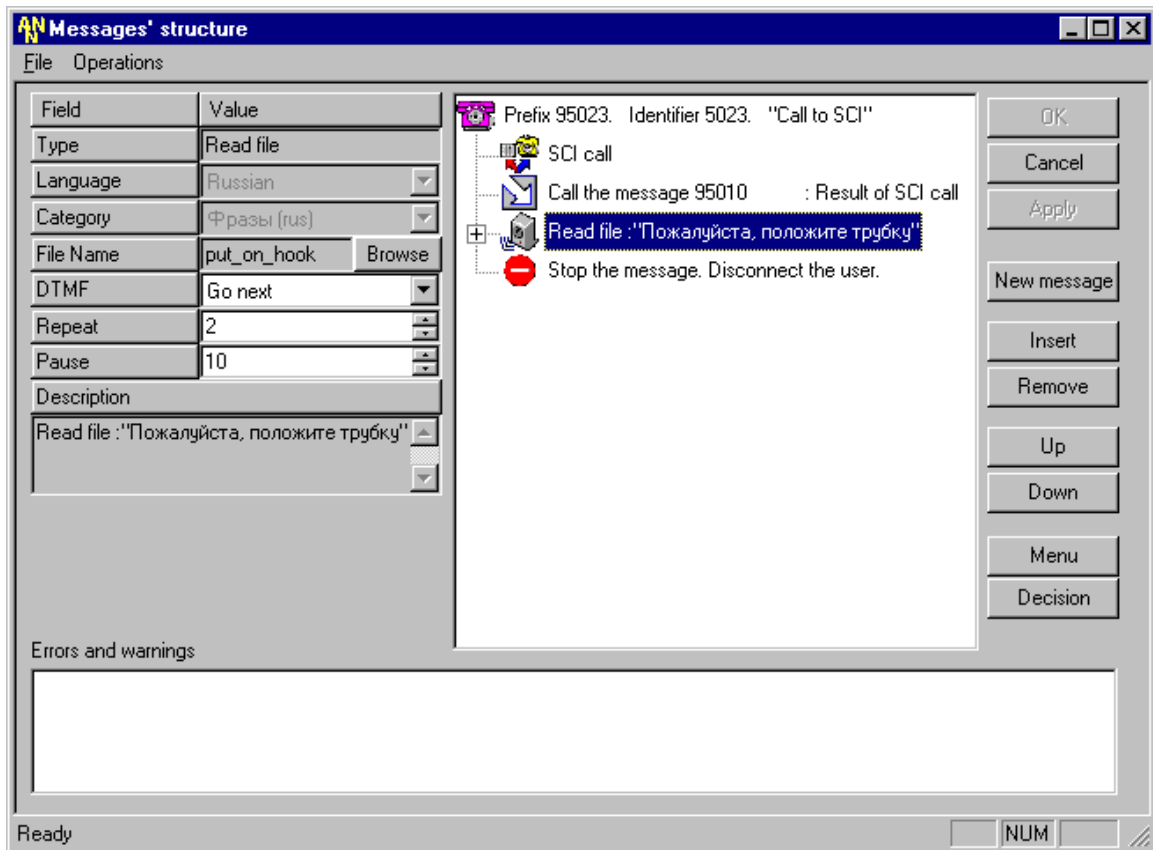 Messages' structure
File Operations
Field Value
Type Read file
Language Russian
Category Фразы (rus)
File Name put_on_hook Browse
DTMF Go next
Repeat 2
Pause 10
Description
Read file :"Пожалуйста, положите трубку"
Prefix 95023. Identifier 5023. "Call to SCI"
SCI call
Call the message 95010 : Result of SCI call
Read file :"Пожалуйста, положите трубку"
Stop the message. Disconnect the user.
OK
Cancel
Apply
New message
Insert
Remove
Up
Down
Menu
Decision
Errors and warnings
Ready NUM